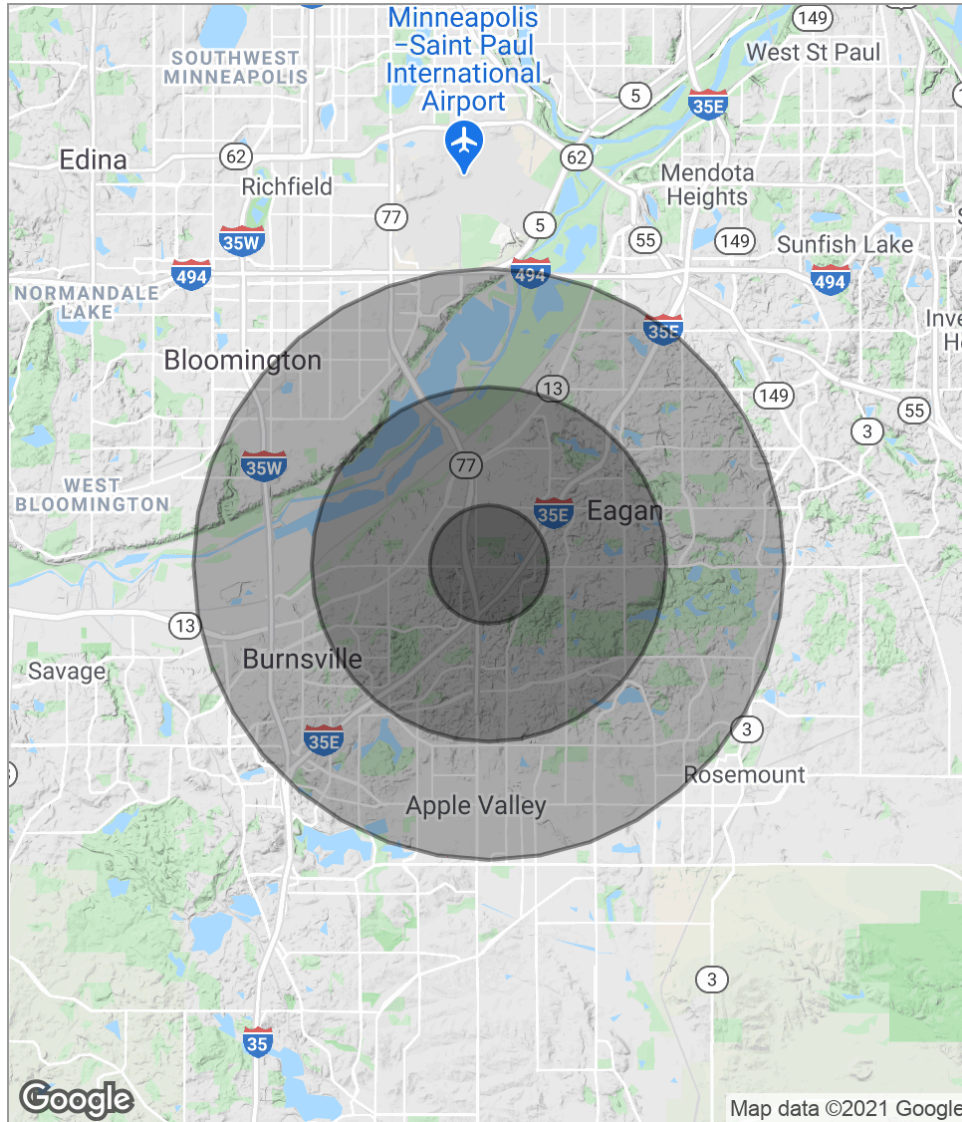 Minneapolis
–Saint Paul
International
Airport
149
SOUTHWEST
MINNEAPOLIS
West St Paul
5
35E
Edina
62
62
Richfield
Mendota
Heights
77
5
35W
55
149
Sunfish Lake
494
494
494
NORMANDALE
LAKE
35E
Bloomington
13
149
55
3
35W
77
WEST
BLOOMINGTON
35E
Eagan
13
Burnsville
Savage
35E
3
Rosemount
Apple Valley
3
35
Google
Map data ©2021 Google